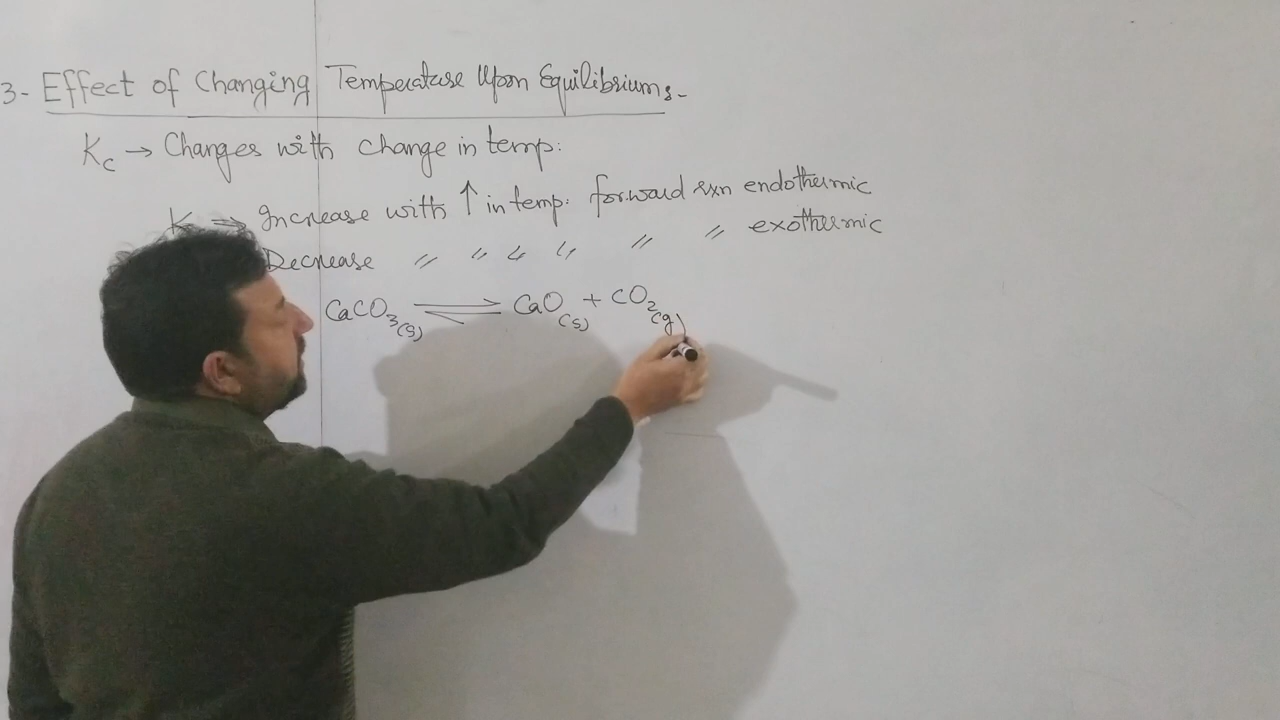 3- Effect of Changing Temperature Upon Equilibrium:-
Kc → Changes with change in temp:
K ⇒ Increase with ↑ in temp. forward rxn endothermic
Decrease " " " " " " exothermic
CaCO3(s) ⇌ CaO(s) + CO2(g)